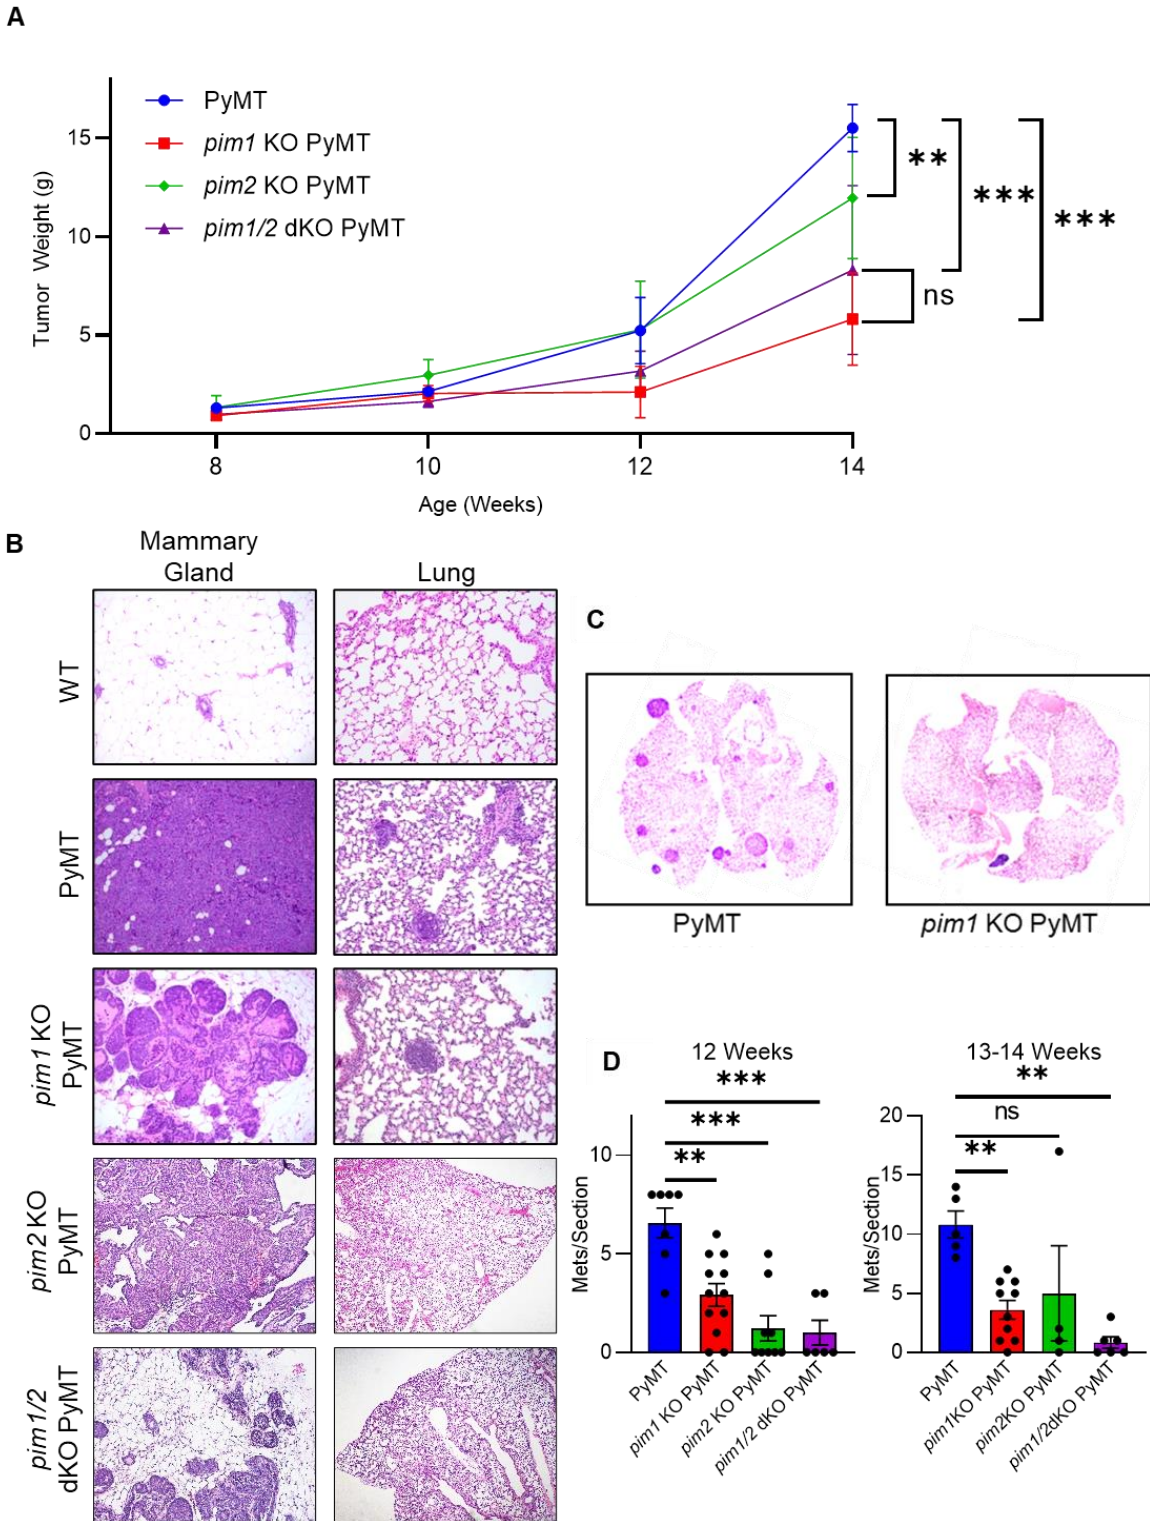 A
PyMT
pim1 KO PyMT
pim2 KO PyMT
pim1/2 dKO PyMT
Tumor Weight (g)
15
10
5
0
8
10
12
14
Age (Weeks)
**
***
***
ns
B
Mammary
Gland
Lung
WT
PyMT
pim1 KO
PyMT
pim2 KO
PyMT
pim1/2
dKO PyMT
C
PyMT
pim1 KO PyMT
D
12 Weeks
***
***
**
Mets/Section
10
5
0
PyMT
pim1 KO PyMT
pim2 KO PyMT
pim1/2 dKO PyMT
13-14 Weeks
**
ns
**
Mets/Section
20
15
10
5
0
PyMT
pim1KO PyMT
pim2KO PyMT
pim1/2dKO PyMT